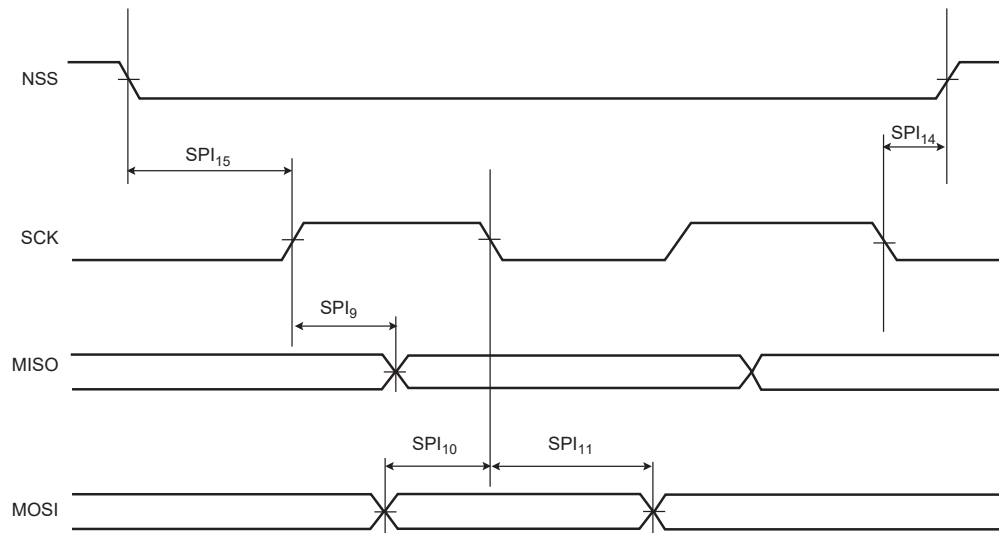 NSS
SPI₁₅
SPI₁₄
SCK
SPI₉
MISO
SPI₁₀
SPI₁₁
MOSI